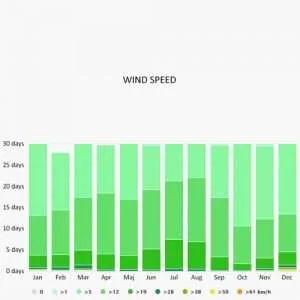 WIND SPEED
30 days
25 days
20 days
15 days
10 days
5 days
0 days
Jan Feb Mar Apr Maj Jun Jul Aug Sep Oct Nov Dec
0 >1 >5 >12 >19 >28 >38 >50 >61 km/h